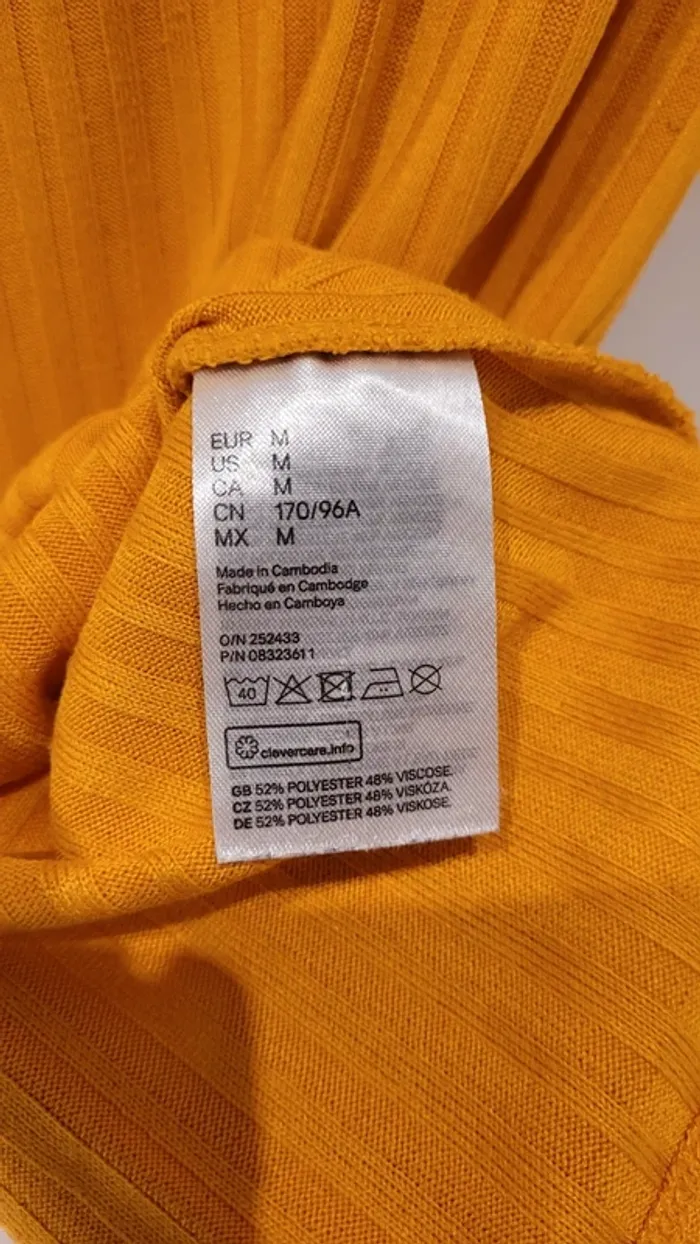 EUR M
US M
CA M
CN 170/96A
MX M
Made in Cambodia
Fabriqué en Cambodge
Hecho en Camboya
O/N 252433
P/N 08323611
40
clevercare.info
GB 52% POLYESTER 48% VISCOSE.
CZ 52% POLYESTER 48% VISKÓZA.
DE 52% POLYESTER 48% VISKOSE.